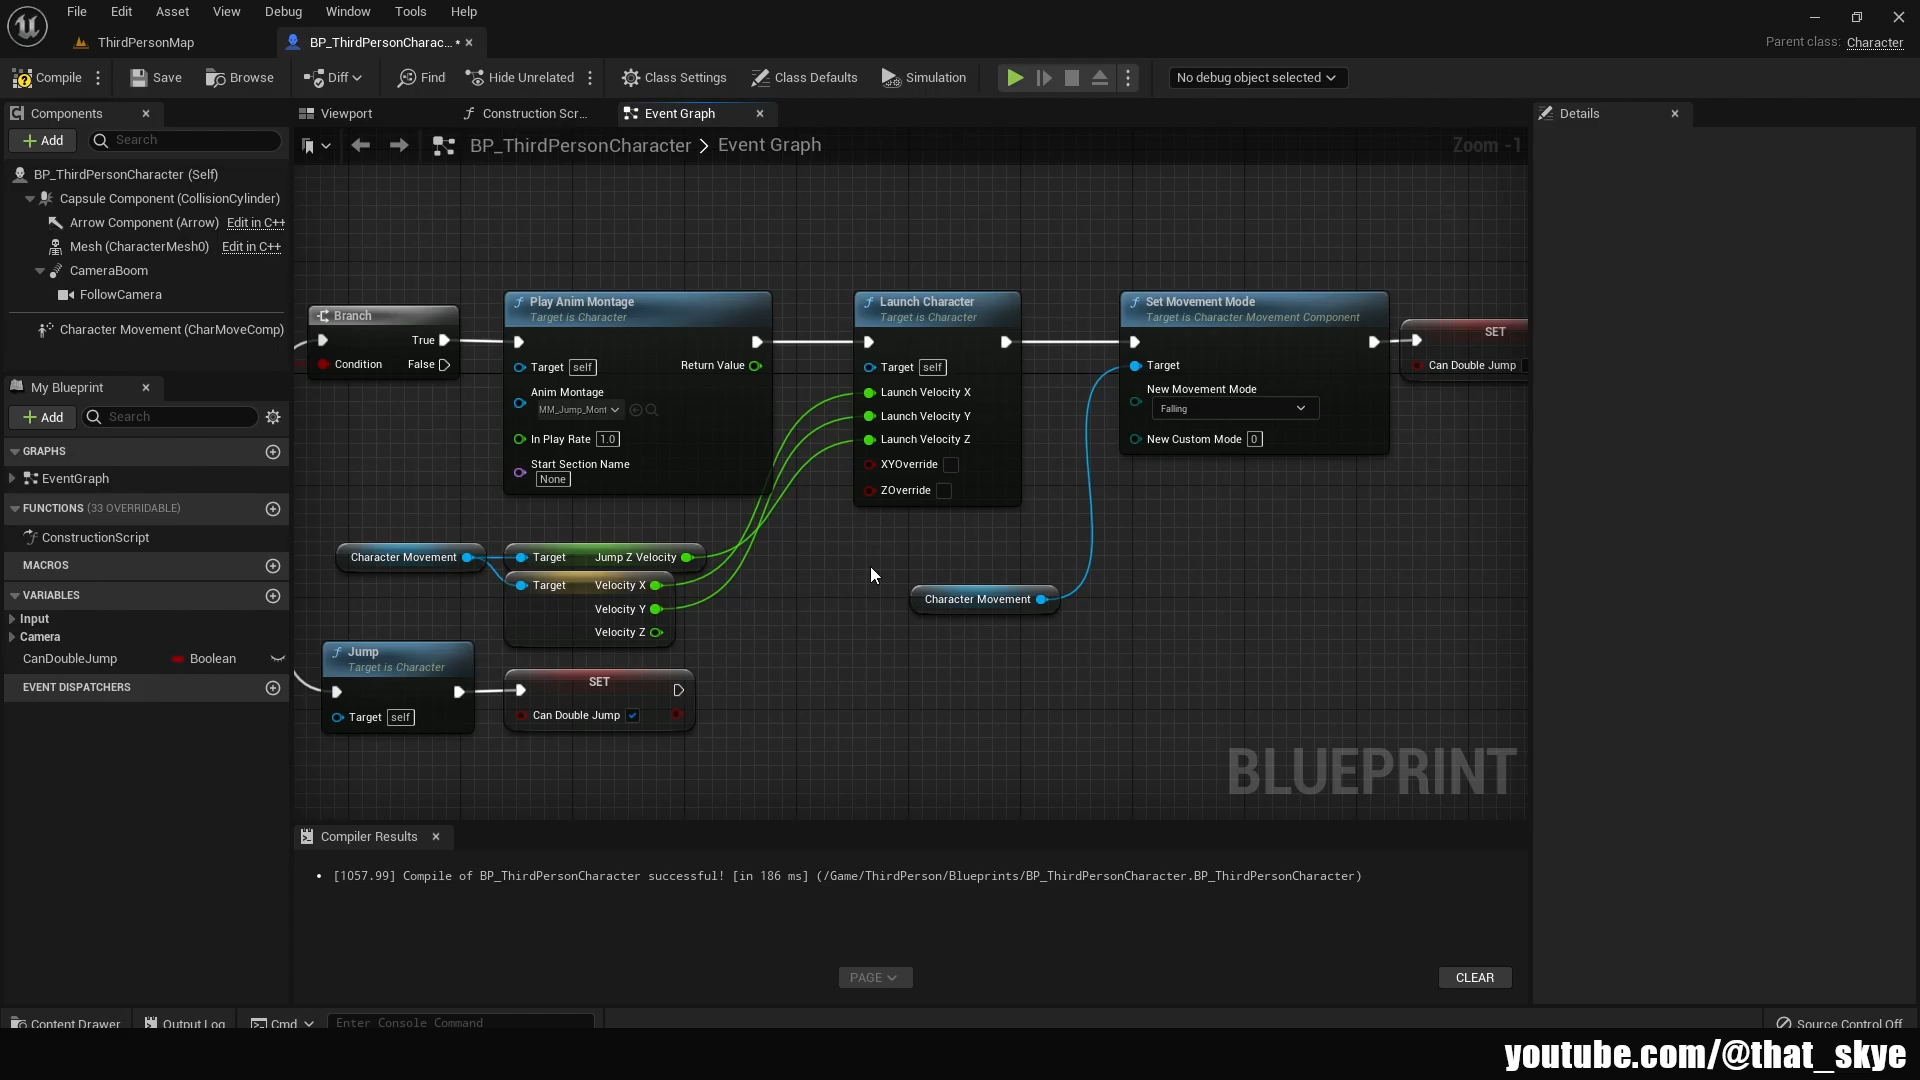 File Edit Asset View Debug Window Tools Help
ThirdPersonMap
BP_ThirdPersonCharac... •
Parent class: Character
Compile Save Browse Diff Find Hide Unrelated Class Settings Class Defaults Simulation No debug object selected
Components
Add Search
BP_ThirdPersonCharacter (Self)
Capsule Component (CollisionCylinder)
Arrow Component (Arrow) Edit in C++
Mesh (CharacterMesh0) Edit in C++
CameraBoom
FollowCamera
Character Movement (CharMoveComp)
My Blueprint
Add Search
GRAPHS
EventGraph
FUNCTIONS (33 OVERRIDABLE)
ConstructionScript
MACROS
VARIABLES
Input
Camera
CanDoubleJump Boolean
EVENT DISPATCHERS
Viewport Construction Scr... Event Graph
BP_ThirdPersonCharacter > Event Graph
Zoom -1
Branch
True
Condition False
Play Anim Montage
Target is Character
Target self Return Value
Anim Montage
MM_Jump_Mont
In Play Rate 1.0
Start Section Name
None
Launch Character
Target is Character
Target self
Launch Velocity X
Launch Velocity Y
Launch Velocity Z
XYOverride
ZOverride
Set Movement Mode
Target is Character Movement Component
Target
New Movement Mode
Falling
New Custom Mode 0
SET
Can Double Jump
Character Movement
Target Jump Z Velocity
Target Velocity X
Velocity Y
Velocity Z
Character Movement
Jump
Target is Character
Target self
SET
Can Double Jump
BLUEPRINT
Details
Compiler Results
• [1057.99] Compile of BP_ThirdPersonCharacter successful! [in 186 ms] (/Game/ThirdPerson/Blueprints/BP_ThirdPersonCharacter.BP_ThirdPersonCharacter)
PAGE
CLEAR
Content Drawer Output Log Cmd Enter Console Command Source Control Off
youtube.com/@that_skye